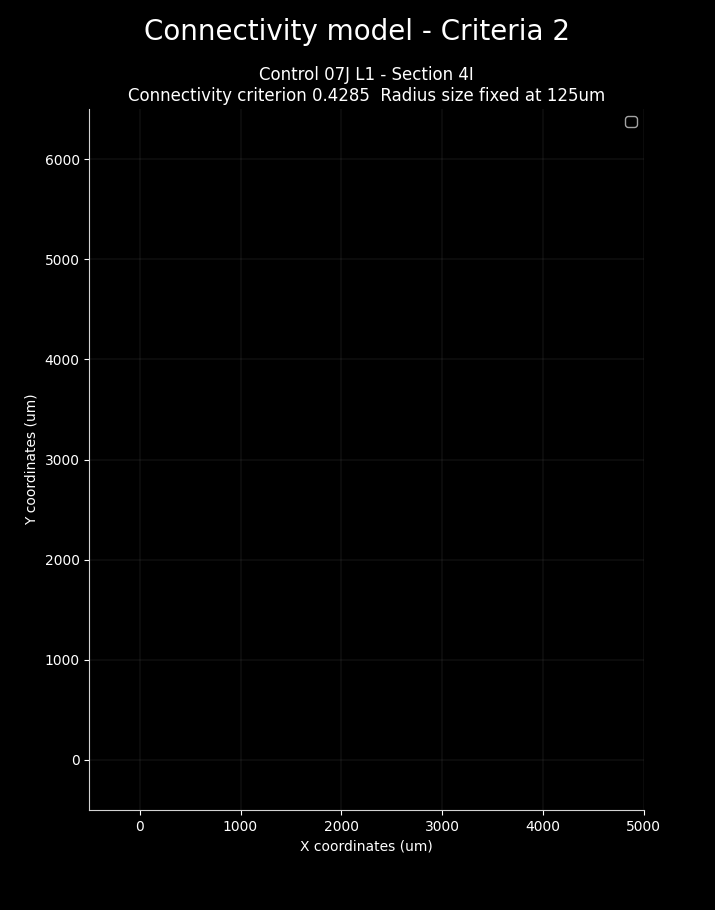 Connectivity model - Criteria 2
Control 07J L1 - Section 4I
Connectivity criterion 0.4285  Radius size fixed at 125um
6000
5000
4000
3000
2000
1000
0
Y coordinates (um)
0 1000 2000 3000 4000 5000
X coordinates (um)